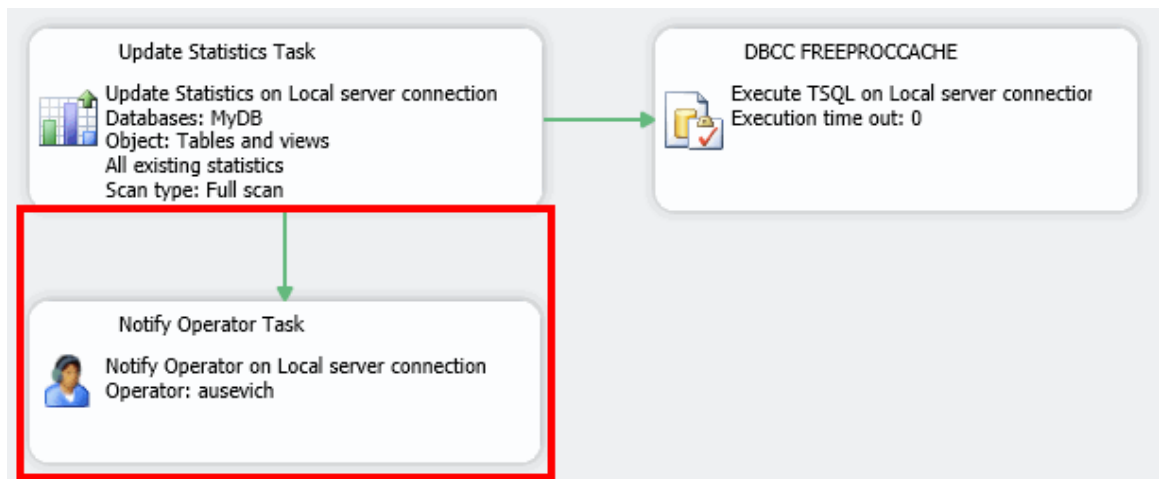 Update Statistics Task
Update Statistics on Local server connection
Databases: MyDB
Object: Tables and views
All existing statistics
Scan type: Full scan
DBCC FREEPROCCACHE
Execute TSQL on Local server connection
Execution time out: 0
Notify Operator Task
Notify Operator on Local server connection
Operator: ausevich